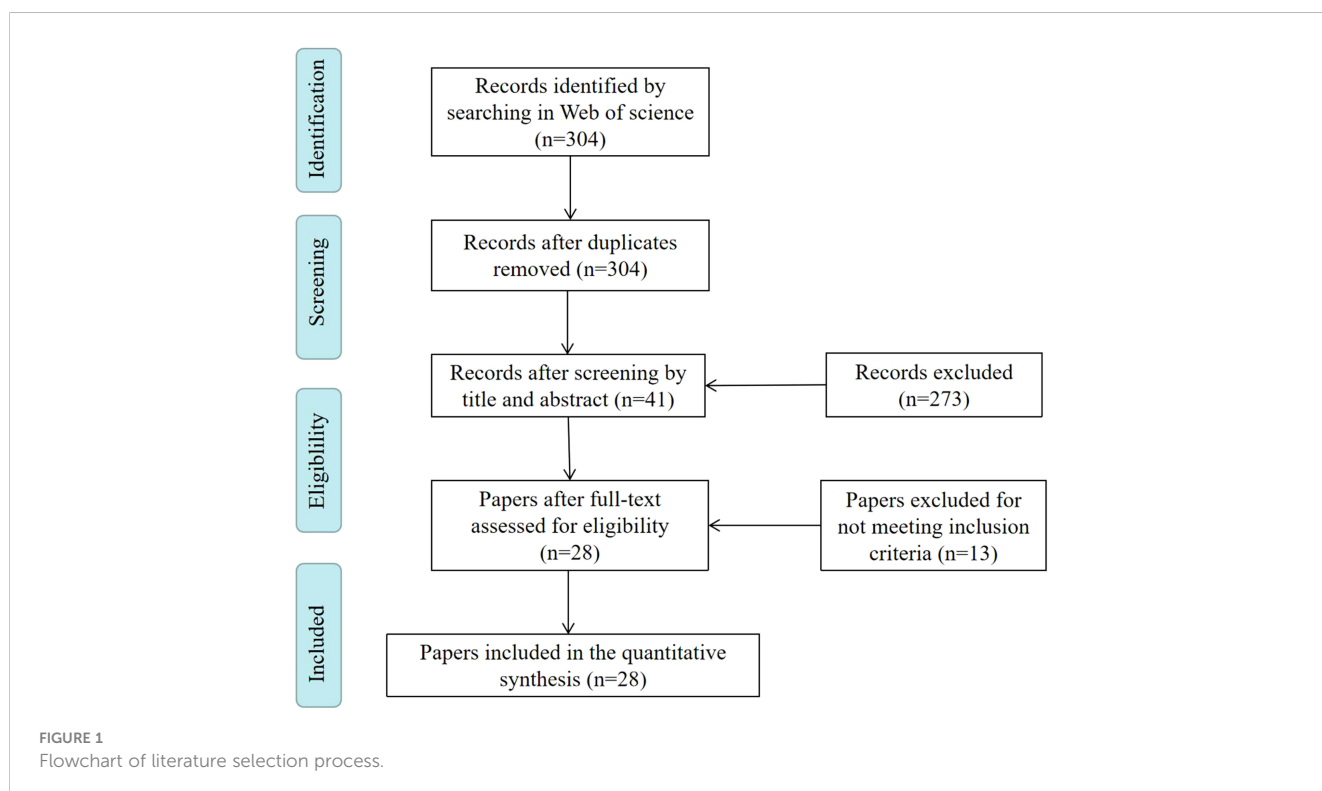 Identification
Records identified by
searching in Web of science
(n=304)
Screening
Records after duplicates
removed (n=304)
Records after screening by
title and abstract (n=41)
Records excluded
(n=273)
Eligiblility
Papers after full-text
assessed for eligibility
(n=28)
Papers excluded for
not meeting inclusion
criteria (n=13)
Included
Papers included in the quantitative
synthesis (n=28)
FIGURE 1
Flowchart of literature selection process.